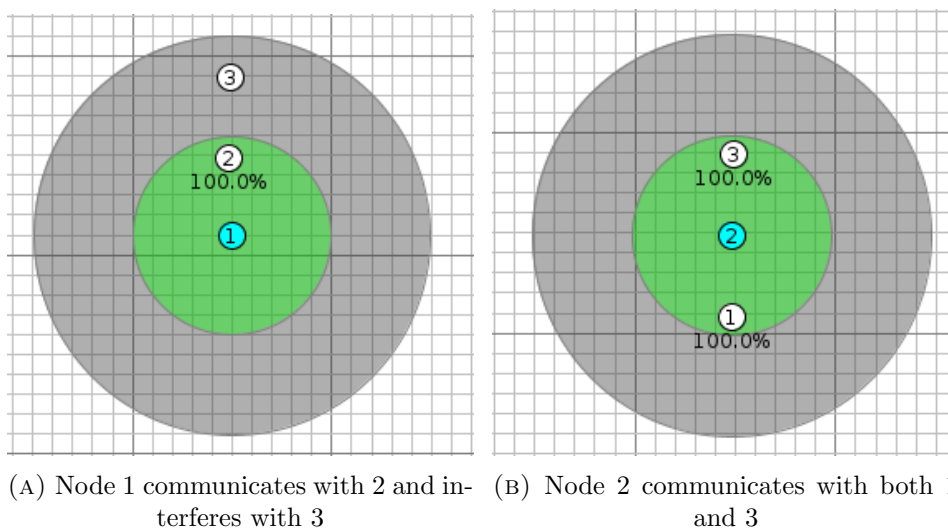 3
2
100.0%
1
3
100.0%
2
1
100.0%
(A) Node 1 communicates with 2 and in-
terferes with 3
(B) Node 2 communicates with both
and 3